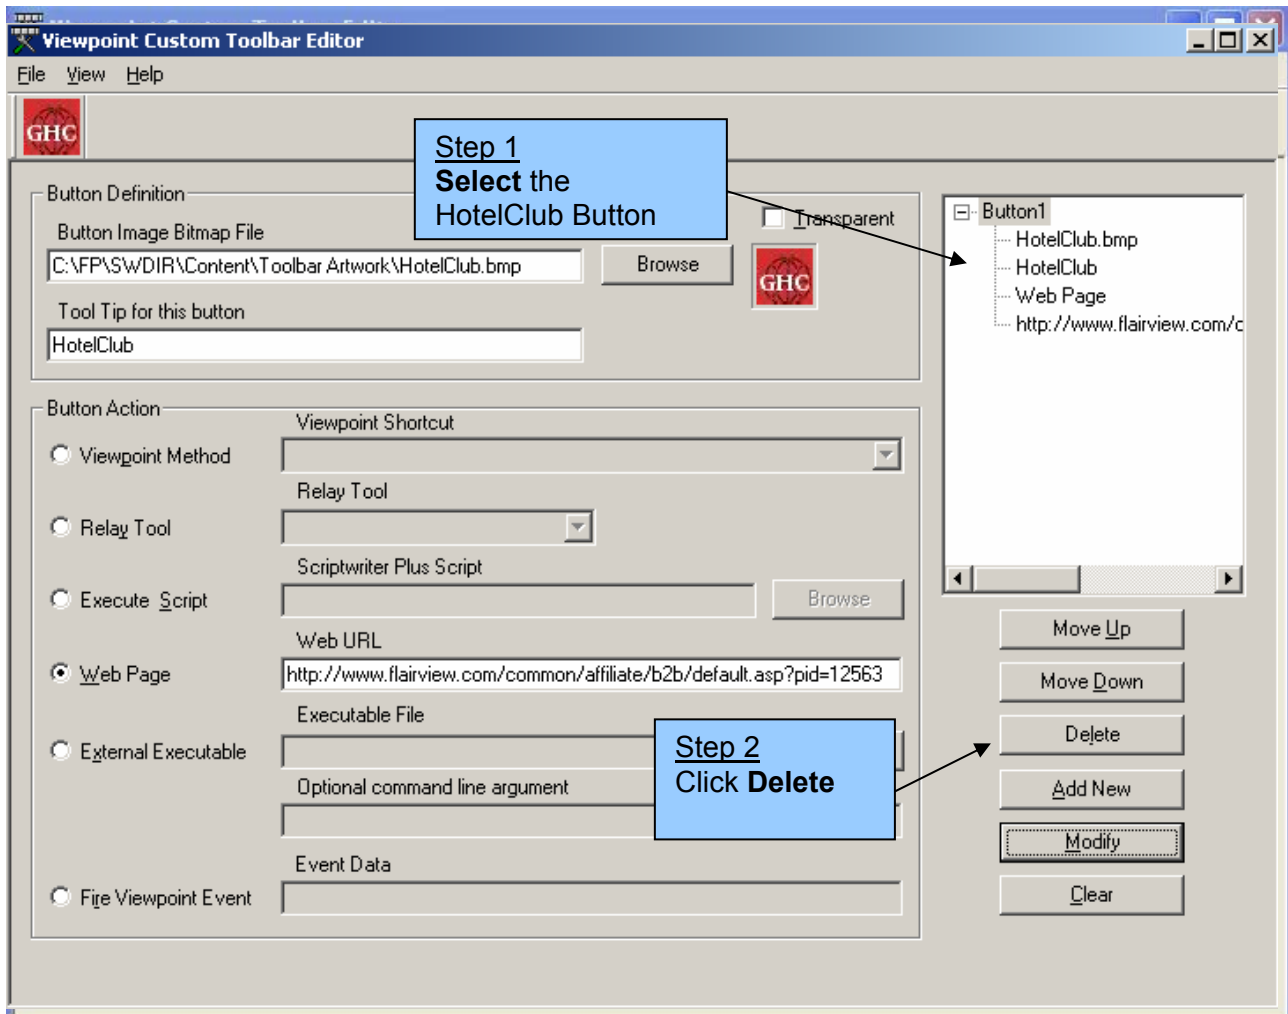 Viewpoint Custom Toolbar Editor
File View Help
GHC
Step 1
Select the
HotelClub Button
Button Definition
Transparent
Button Image Bitmap File
C:\FP\SWDIR\Content\Toolbar Artwork\HotelClub.bmp
Browse
GHC
Tool Tip for this button
HotelClub
Button1
HotelClub.bmp
HotelClub
Web Page
http://www.flairview.com/c
Button Action
Viewpoint Shortcut
Viewpoint Method
Relay Tool
Relay Tool
Scriptwriter Plus Script
Execute Script
Browse
Web URL
Web Page
http://www.flairview.com/common/affiliate/b2b/default.asp?pid=12563
Executable File
External Executable
Optional command line argument
Event Data
Fire Viewpoint Event
Step 2
Click Delete
Move Up
Move Down
Delete
Add New
Modify
Clear